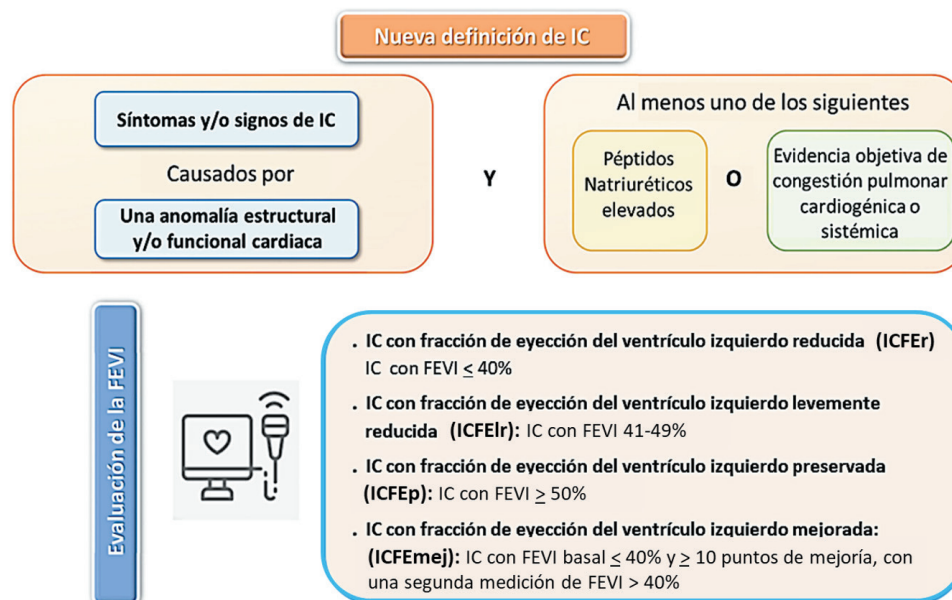 Nueva definición de IC
Síntomas y/o signos de IC
Causados por
Una anomalía estructural
y/o funcional cardiaca
Y
Al menos uno de los siguientes
Péptidos
Natriuréticos
elevados
O
Evidencia objetiva de
congestión pulmonar
cardiogénica o
sistémica
Evaluación de la FEVI
. IC con fracción de eyección del ventrículo izquierdo reducida (ICFEr)
IC con FEVI ≤ 40%
. IC con fracción de eyección del ventrículo izquierdo levemente
reducida (ICFElr): IC con FEVI 41-49%
. IC con fracción de eyección del ventrículo izquierdo preservada
(ICFEp): IC con FEVI ≥ 50%
. IC con fracción de eyección del ventrículo izquierdo mejorada:
(ICFEmej): IC con FEVI basal ≤ 40% y ≥ 10 puntos de mejoría, con
una segunda medición de FEVI > 40%